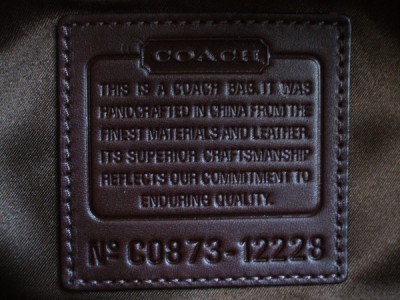 COACH
THIS IS A COACH BAG. IT WAS
HANDCRAFTED IN CHINA FROM THE
FINEST MATERIALS AND LEATHER.
ITS SUPERIOR CRAFTSMANSHIP
REFLECTS OUR COMMITMENT TO
ENDURING QUALITY.
Nº C0873-12228